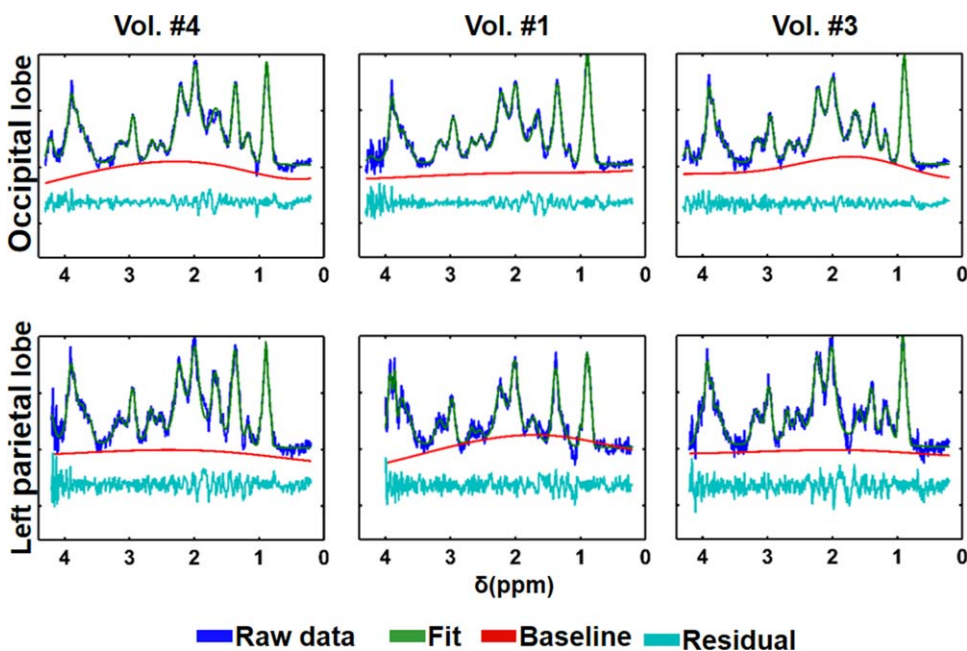 Vol. #4 Vol. #1 Vol. #3
Occipital lobe
4 3 2 1 0 4 3 2 1 0 4 3 2 1 0
Left parietal lobe
4 3 2 1 0 4 3 2 1 0 4 3 2 1 0
δ(ppm)
Raw data Fit Baseline Residual